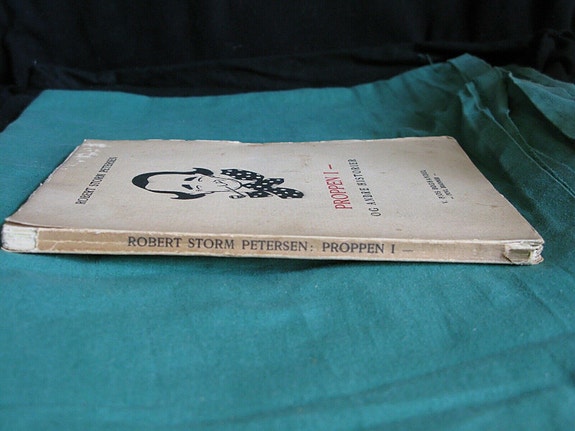 ROBERT STORM PETERSEN
PROPPEN I —
OG ANDRE HISTORIER
ROBERT STORM PETERSEN: PROPPEN I —